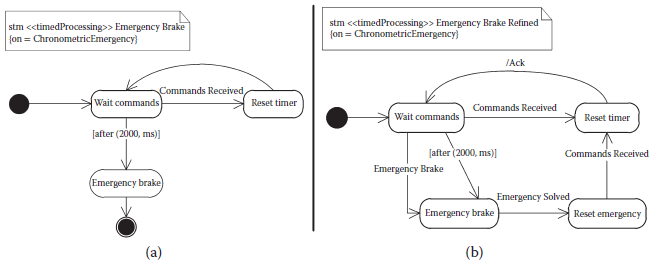 stm <<timedProcessing>> Emergency Brake
{on = ChronometricEmergency}
Commands Received
Wait commands
Reset timer
[after (2000, ms)]
Emergency brake
(a)
stm <<timedProcessing>> Emergency Brake Refined
{on = ChronometricEmergency}
/Ack
Commands Received
Wait commands
Reset timer
[after (2000, ms)]
Commands Received
Emergency Brake
Emergency Solved
Emergency brake
Reset emergency
(b)